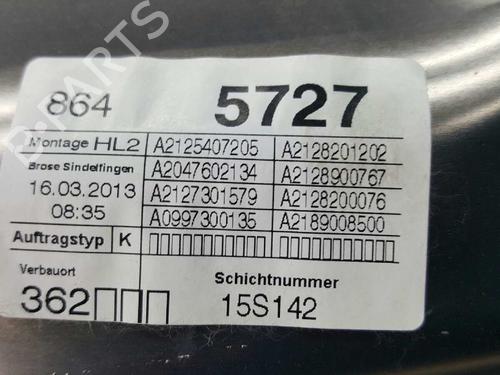 864 5727
Montage HL2 A2125407205 A2128201202
Brose Sindelfingen A2047602134 A2128900767
16.03.2013 A2127301579 A2128200076
08:35 A0997300135 A2189008500
Auftragstyp K
Verbauort Schichtnummer
362 15S142
B-PARTS